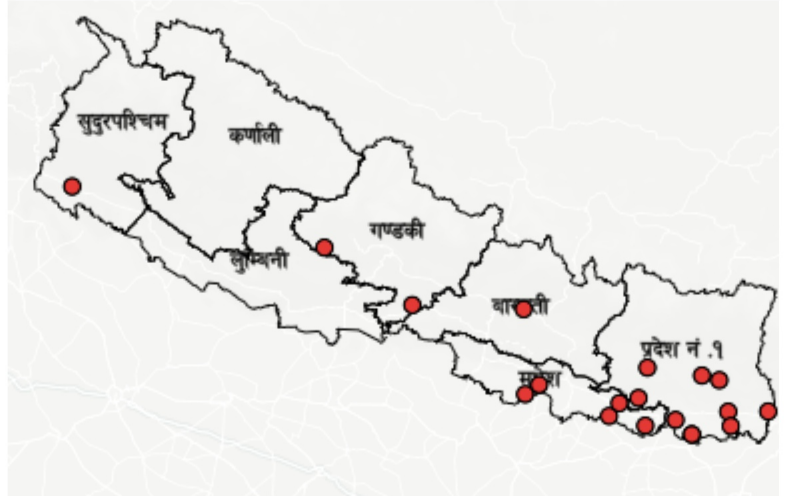 सुदुरपश्चिम
कर्णाली
गण्डकी
लुम्बिनी
प्रदेश नं .१